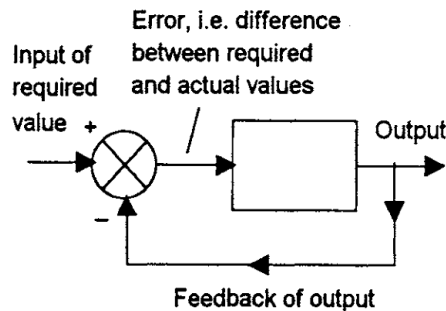 Error, i.e. difference
between required
and actual values
Input of
required
value +
Output
−
Feedback of output